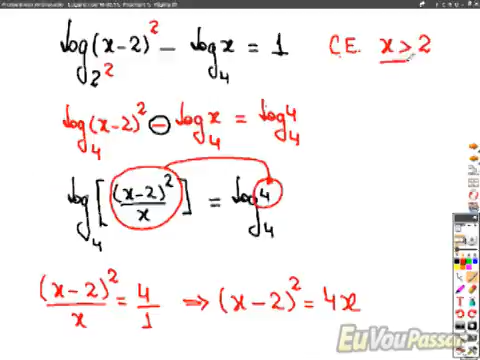 log_{2^2}(x-2)^2 - log_4 x = 1   C.E. x > 2
log_4(x-2)^2 - log_4 x = log_4 4
log_4[(x-2)^2/x] = log_4 4
(x-2)^2/x = 4/1 ⇒ (x-2)^2 = 4x
EuVouPassar